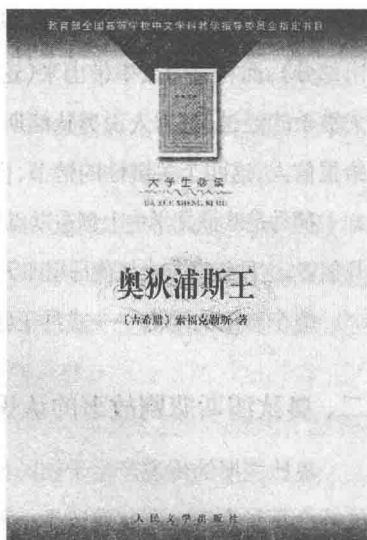 教育部全国高等学校中文学科教学指导委员会指定书目
大学生必读
DA XUE SHENG BI DU
奥狄浦斯王
〔古希腊〕索福克勒斯 著
人民文学出版社